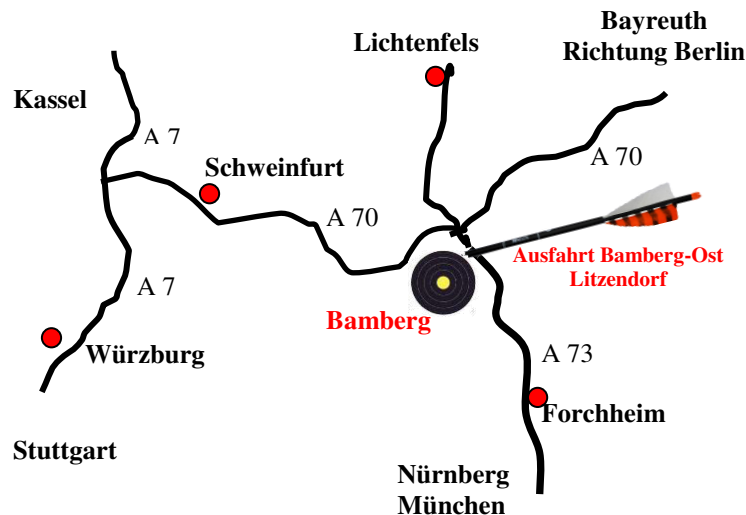 Bayreuth
Richtung Berlin
Lichtenfels
Kassel
A 7
A 70
Schweinfurt
A 70
Ausfahrt Bamberg-Ost
Litzendorf
A 7
Bamberg
Würzburg
A 73
Forchheim
Stuttgart
Nürnberg
München